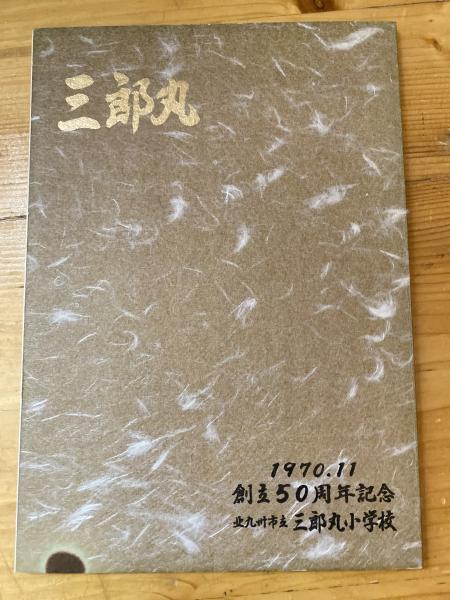 三郎丸
1970.11
創立50周年記念
北九州市立 三郎丸小学校